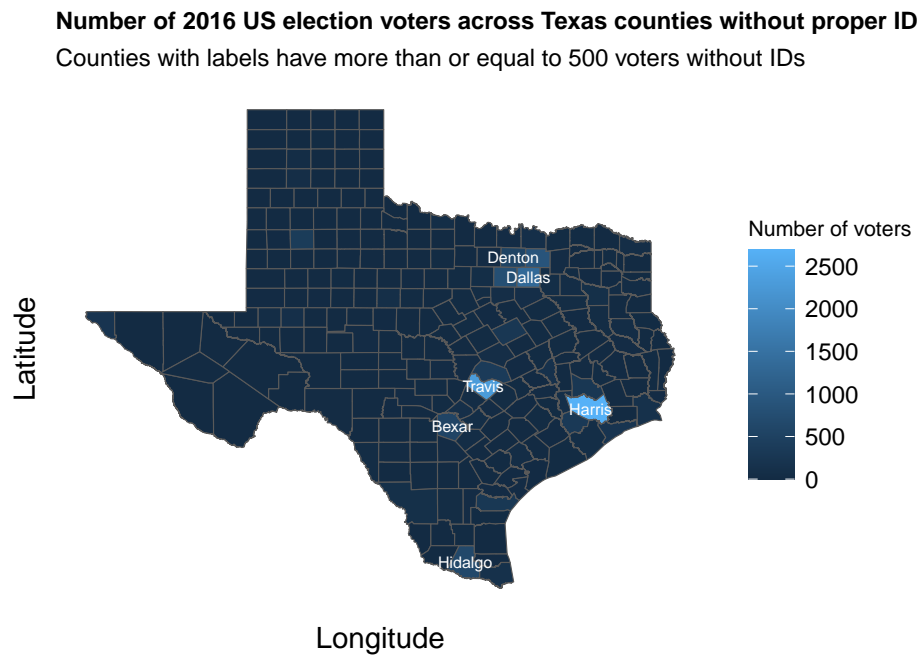 Number of 2016 US election voters across Texas counties without proper ID
Counties with labels have more than or equal to 500 voters without IDs
Number of voters
2500
2000
1500
1000
500
0
Denton
Dallas
Travis
Harris
Bexar
Hidalgo
Latitude
Longitude